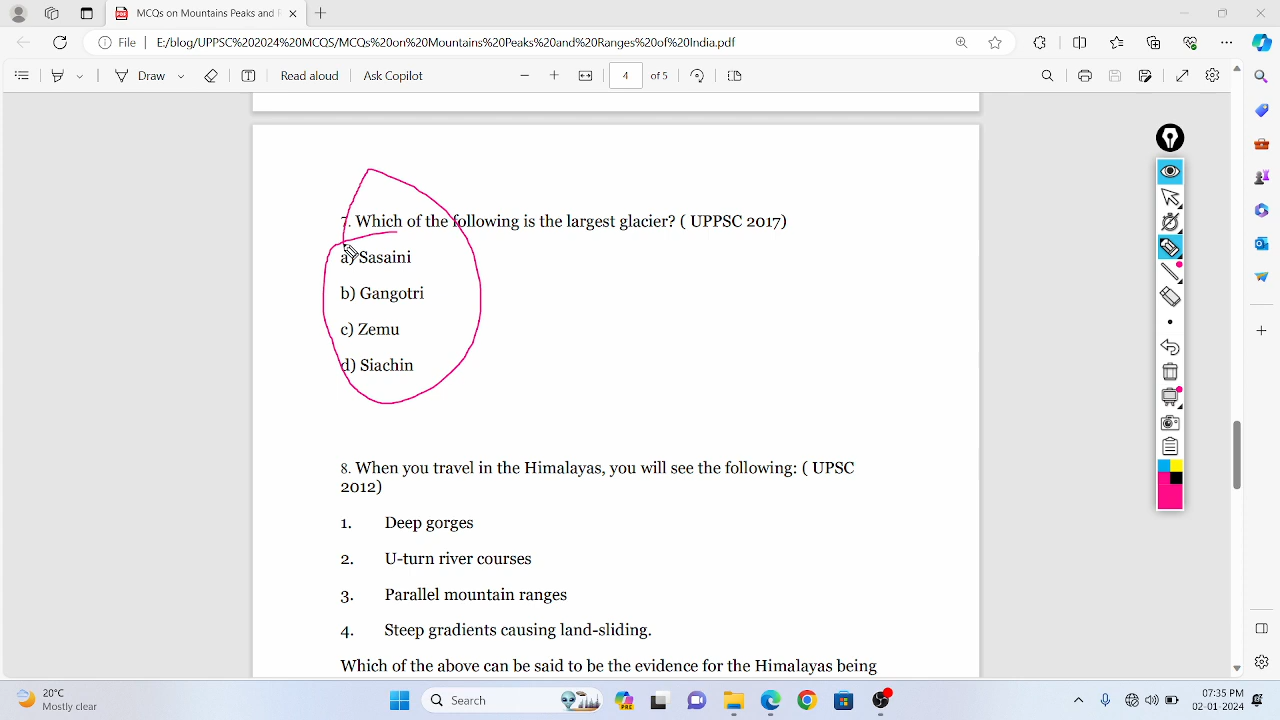 MCQs on Mountains Peaks and
File E:/blog/UPPSC%202024%20MCQS/MCQs%20on%20Mountains%20Peaks%20and%20Ranges%20of%20India.pdf
Draw Read aloud Ask Copilot 4 of 5
7. Which of the following is the largest glacier? ( UPPSC 2017)
a) Sasaini
b) Gangotri
c) Zemu
d) Siachin
8. When you travel in the Himalayas, you will see the following: ( UPSC
2012)
1. Deep gorges
2. U-turn river courses
3. Parallel mountain ranges
4. Steep gradients causing land-sliding.
Which of the above can be said to be the evidence for the Himalayas being
20°C
Mostly clear
Search
PRE
07:35 PM
02-01-2024